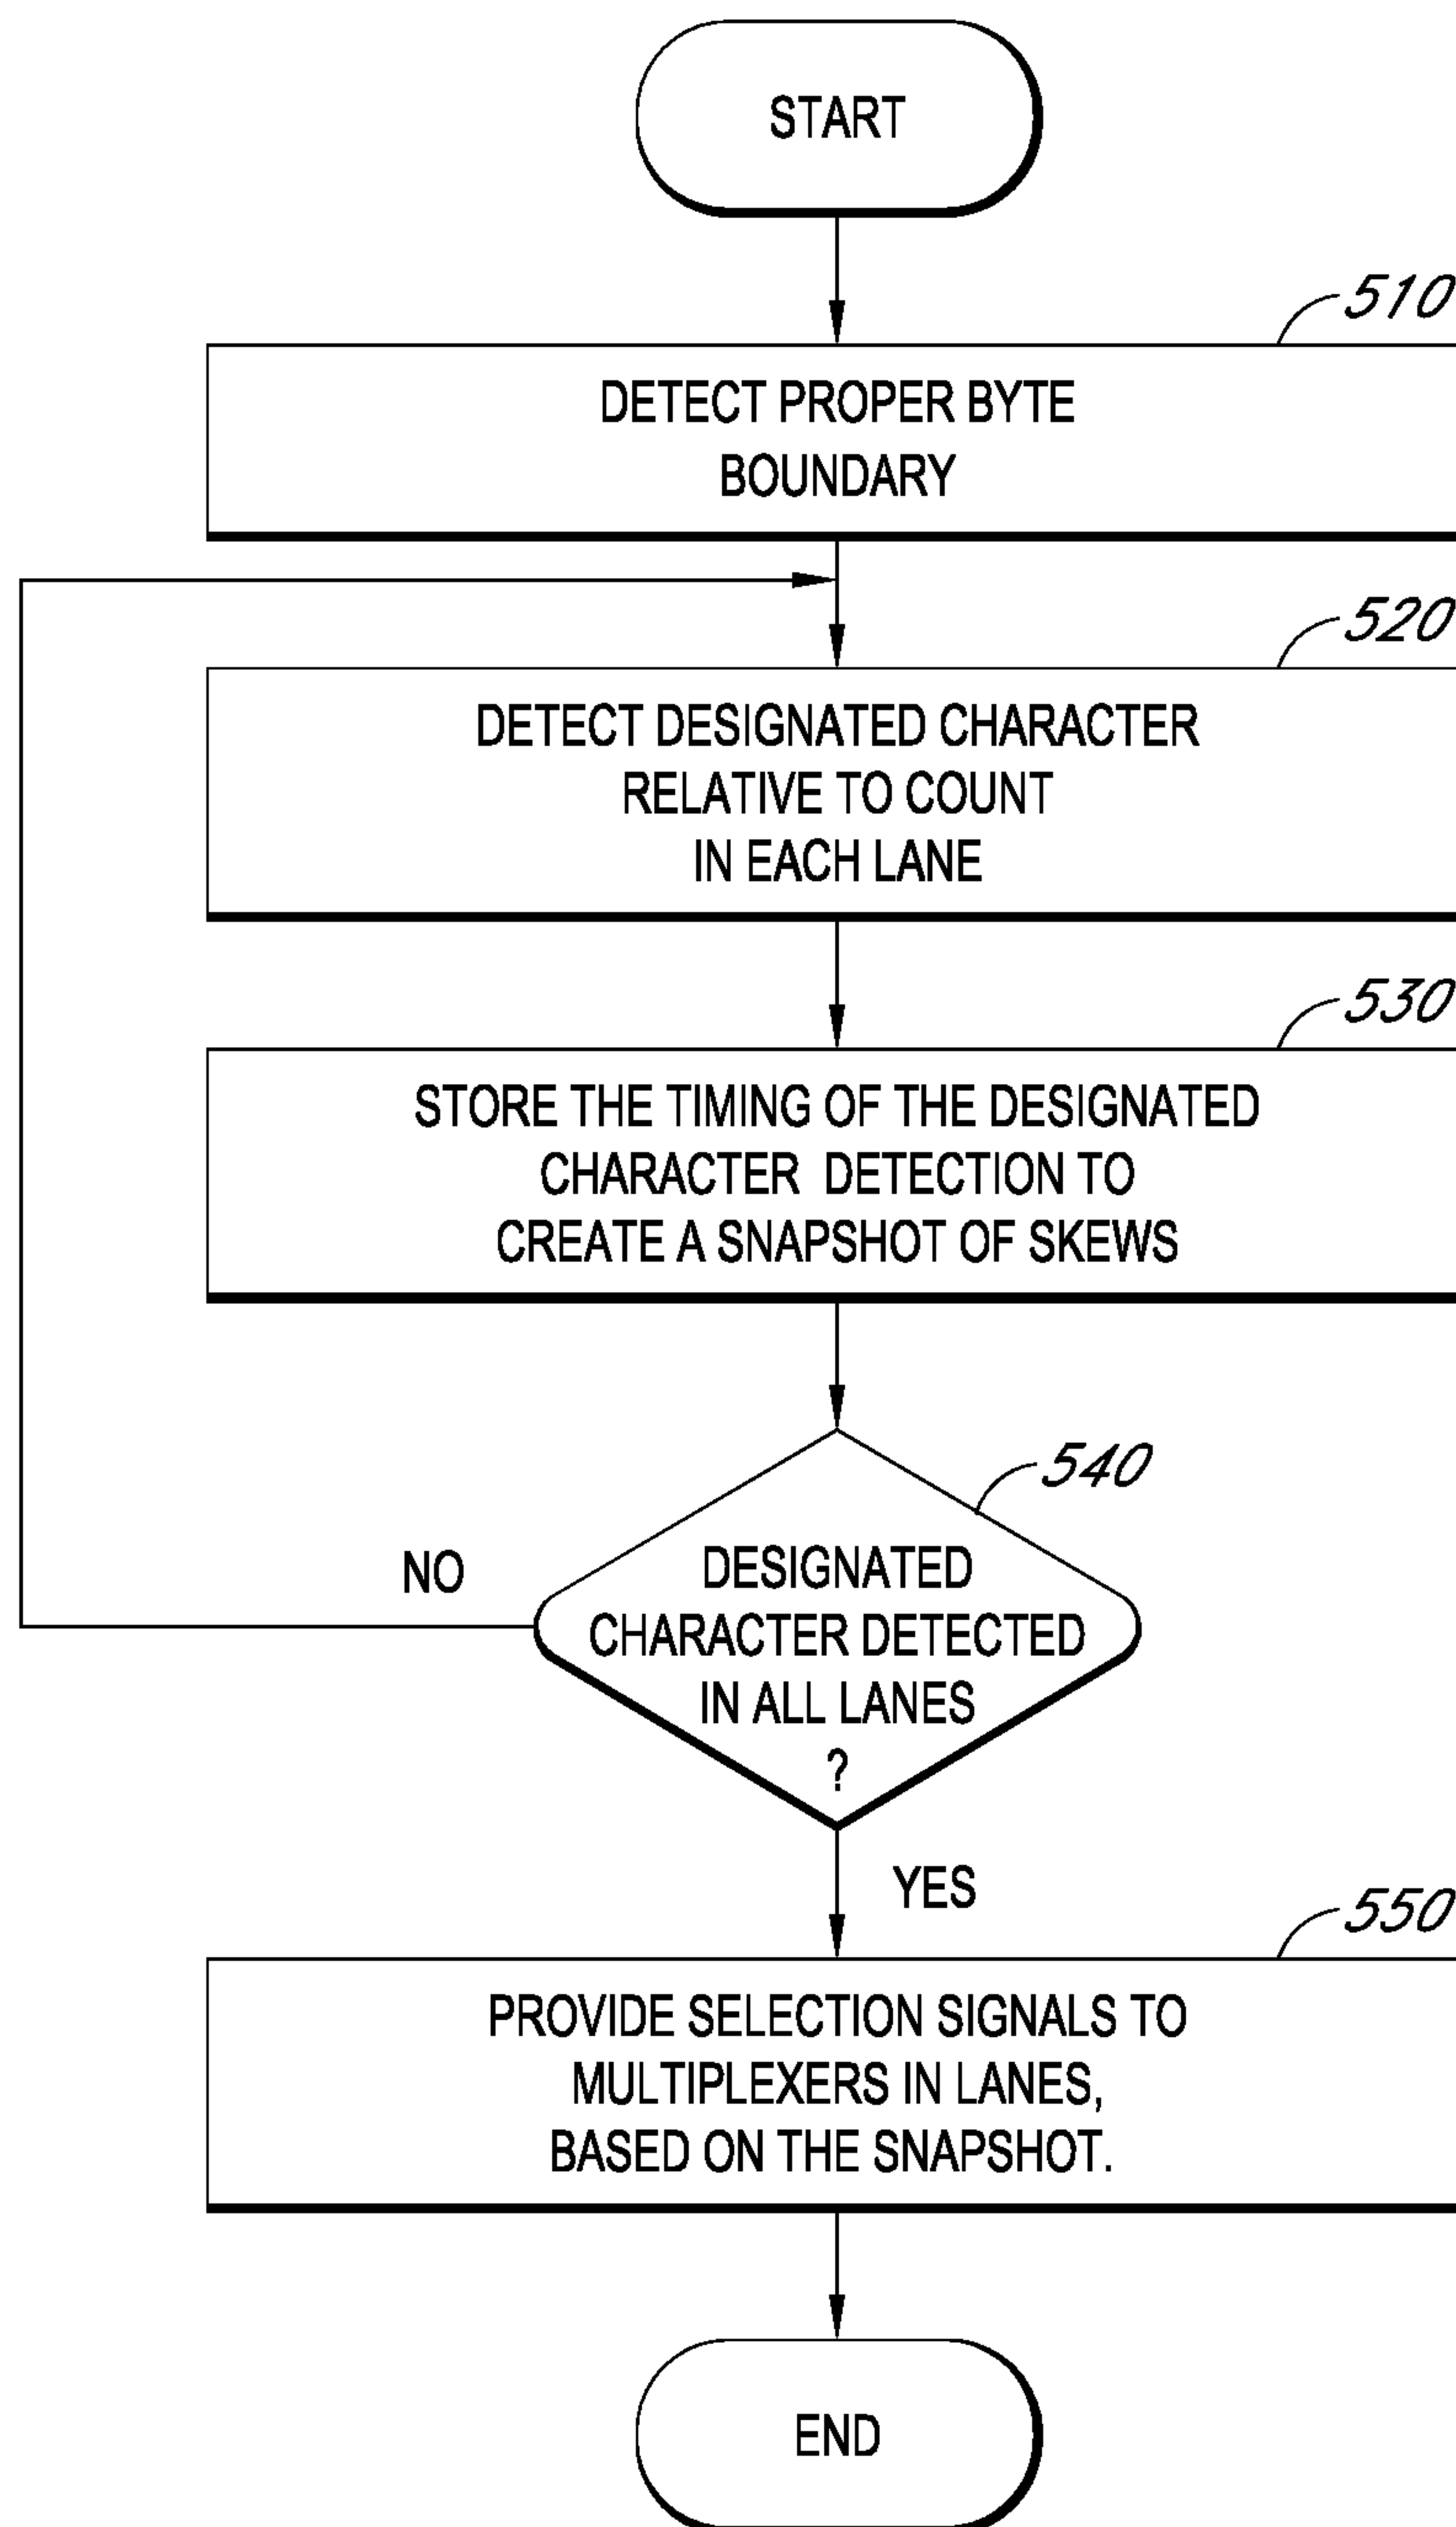 START
510
DETECT PROPER BYTE
BOUNDARY
520
DETECT DESIGNATED CHARACTER
RELATIVE TO COUNT
IN EACH LANE
530
STORE THE TIMING OF THE DESIGNATED
CHARACTER DETECTION TO
CREATE A SNAPSHOT OF SKEWS
540
NO
DESIGNATED
CHARACTER DETECTED
IN ALL LANES
?
YES
550
PROVIDE SELECTION SIGNALS TO
MULTIPLEXERS IN LANES,
BASED ON THE SNAPSHOT.
END